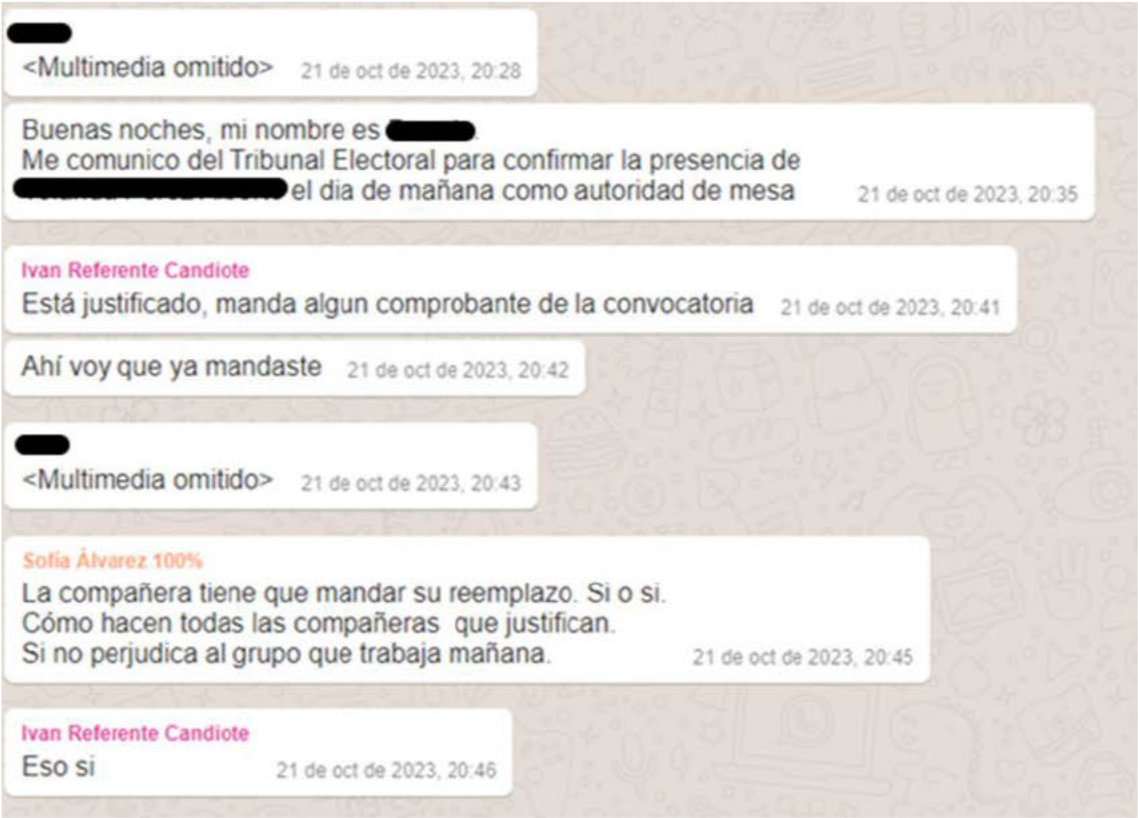 <Multimedia omitido> 21 de oct de 2023, 20:28
Buenas noches, mi nombre es
Me comunico del Tribunal Electoral para confirmar la presencia de
el dia de mañana como autoridad de mesa 21 de oct de 2023, 20:35
Ivan Referente Candiote
Está justificado, manda algun comprobante de la convocatoria 21 de oct de 2023, 20:41
Ahí voy que ya mandaste 21 de oct de 2023, 20:42
<Multimedia omitido> 21 de oct de 2023, 20:43
Sofía Álvarez 100%
La compañera tiene que mandar su reemplazo. Si o si.
Cómo hacen todas las compañeras que justifican.
Si no perjudica al grupo que trabaja mañana. 21 de oct de 2023, 20:45
Ivan Referente Candiote
Eso si 21 de oct de 2023, 20:46